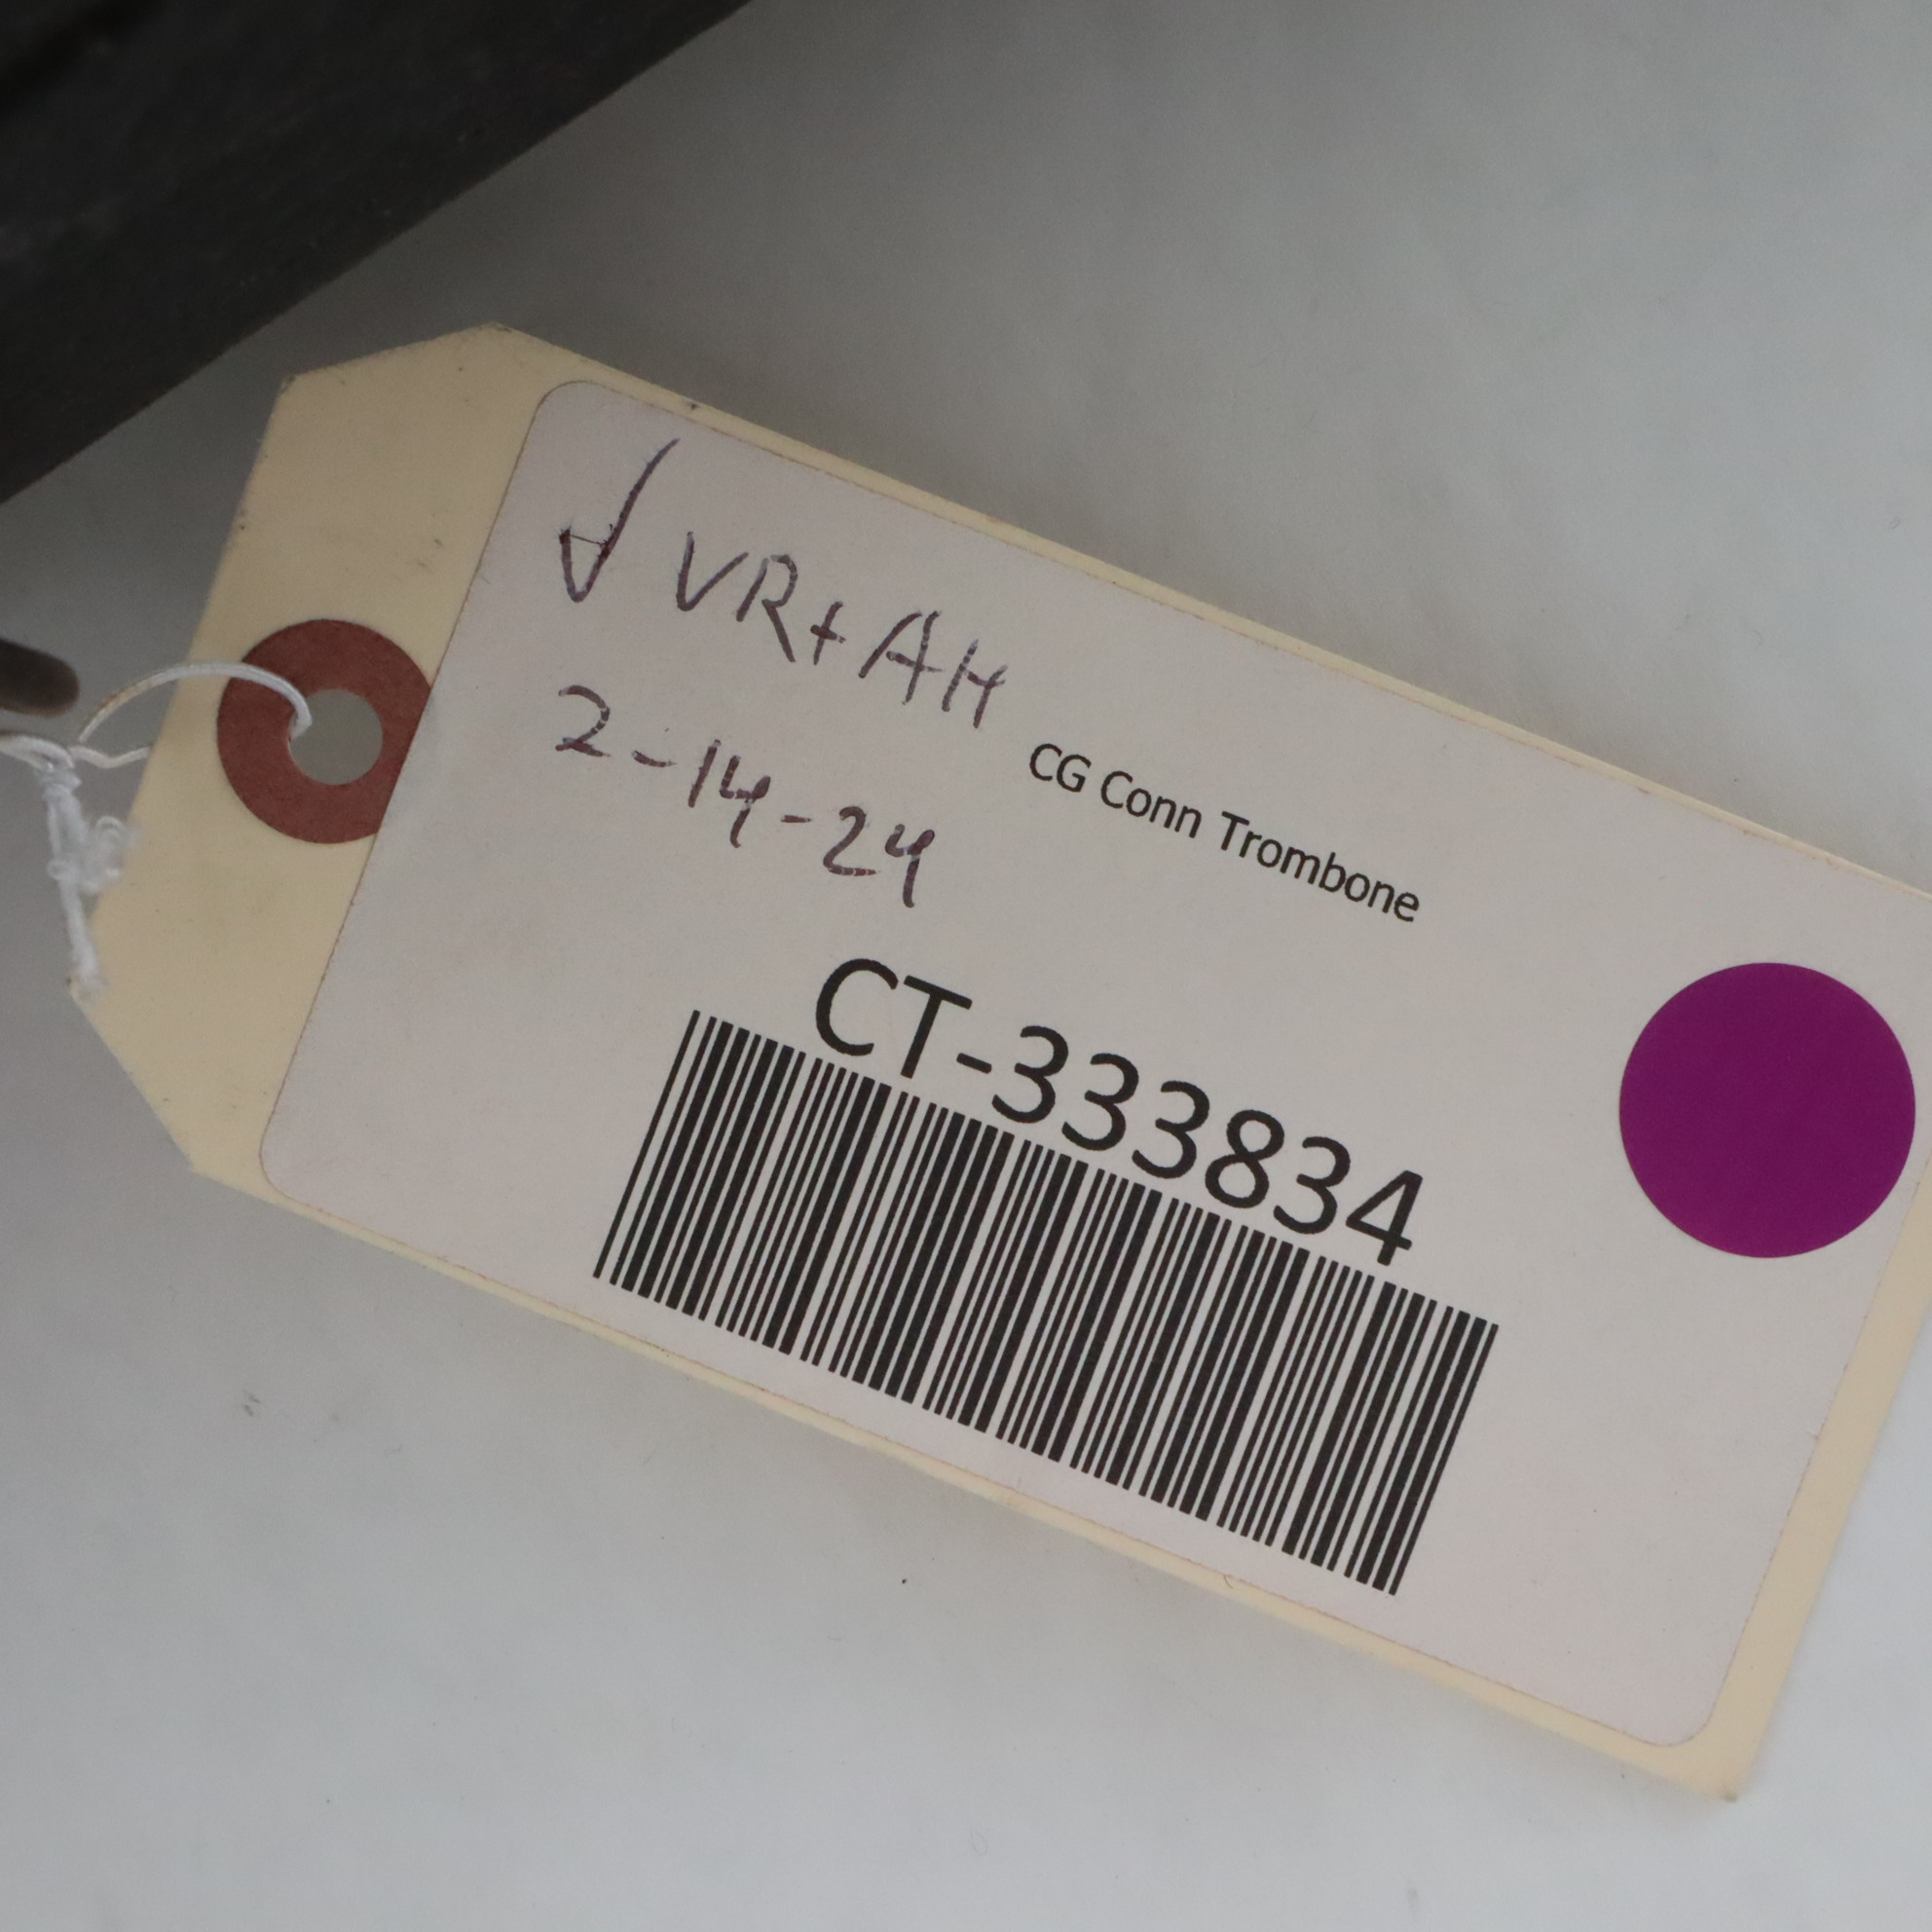 ✓ VR+AH
2-14-24
CG Conn Trombone
CT-333834